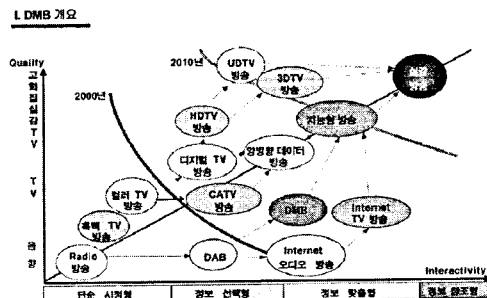 I. DMB 개요
Quality
고화질실감TV
TV
음향
2010년
2000년
UDTV
방송
3DTV
방송
HDTV
방송
지능형 방송
디지털 TV
방송
양방향 데이터
방송
컬러 TV
방송
CATV
방송
흑백 TV
방송
DMB
Internet
TV 방송
Radio
방송
DAB
Internet
오디오 방송
Interactivity
단순 시청형
정보 선택형
정보 맞춤형
정보 창조형